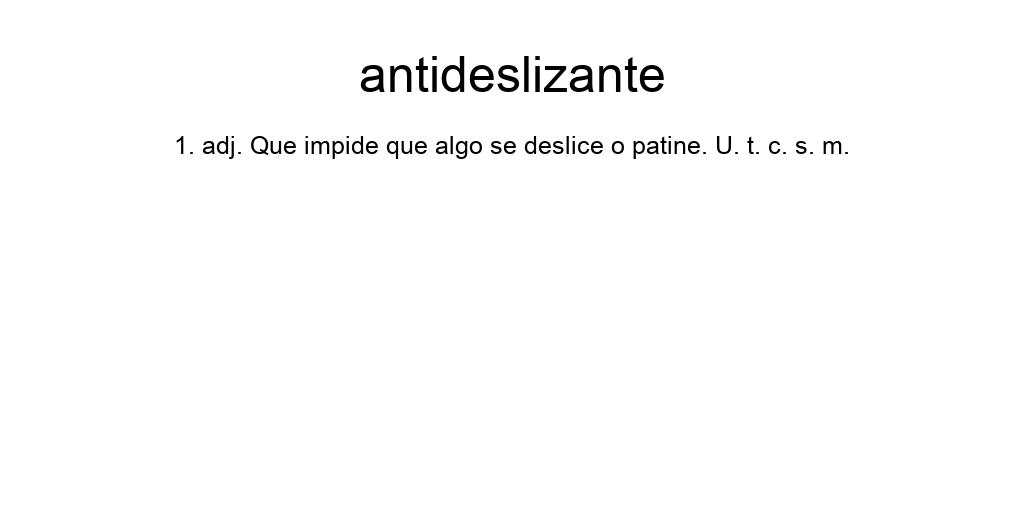 antideslizante
1. adj. Que impide que algo se deslice o patine. U. t. c. s. m.